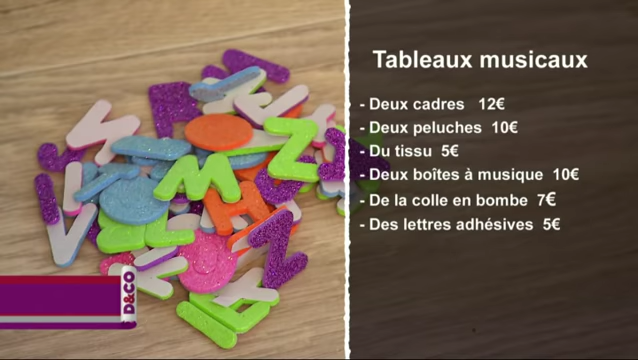 Tableaux musicaux
- Deux cadres 12€
- Deux peluches 10€
- Du tissu 5€
- Deux boîtes à musique 10€
- De la colle en bombe 7€
- Des lettres adhésives 5€
D&CO